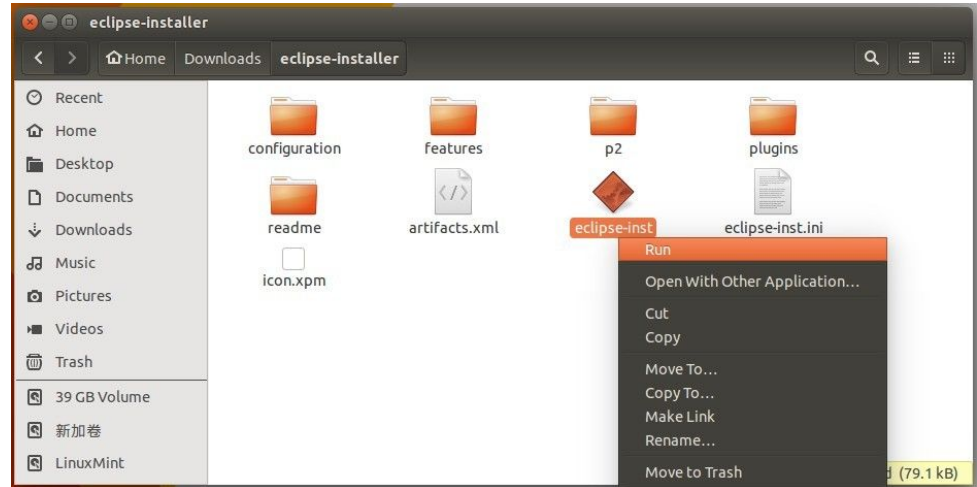 eclipse-installer
Home Downloads eclipse-installer
Recent
Home
Desktop
Documents
Downloads
Music
Pictures
Videos
Trash
39 GB Volume
新加卷
LinuxMint
configuration features p2 plugins
readme artifacts.xml eclipse-inst eclipse-inst.ini
icon.xpm
Run
Open With Other Application...
Cut
Copy
Move To...
Copy To...
Make Link
Rename...
Move to Trash
(79.1 kB)